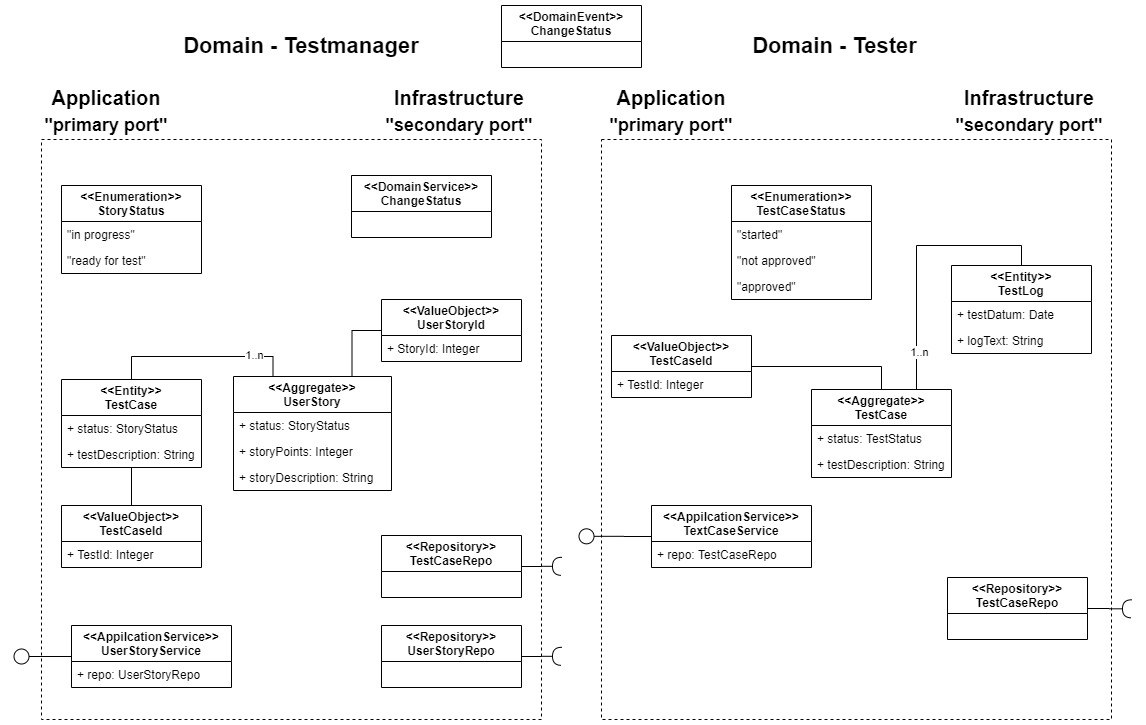 <<DomainEvent>>
ChangeStatus
Domain - Testmanager
Domain - Tester
Application
"primary port"
Infrastructure
"secondary port"
Application
"primary port"
Infrastructure
"secondary port"
<<Enumeration>>
StoryStatus
"in progress"
"ready for test"
<<DomainService>>
ChangeStatus
<<ValueObject>>
UserStoryId
+ StoryId: Integer
1..n
<<Entity>>
TestCase
+ status: StoryStatus
+ testDescription: String
<<Aggregate>>
UserStory
+ status: StoryStatus
+ storyPoints: Integer
+ storyDescription: String
<<ValueObject>>
TestCaseId
+ TestId: Integer
<<Repository>>
TestCaseRepo
<<AppilcationService>>
UserStoryService
+ repo: UserStoryRepo
<<Repository>>
UserStoryRepo
<<Enumeration>>
TestCaseStatus
"started"
"not approved"
"approved"
<<Entity>>
TestLog
+ testDatum: Date
+ logText: String
<<ValueObject>>
TestCaseId
+ TestId: Integer
1..n
<<Aggregate>>
TestCase
+ status: TestStatus
+ testDescription: String
<<AppilcationService>>
TextCaseService
+ repo: TestCaseRepo
<<Repository>>
TestCaseRepo